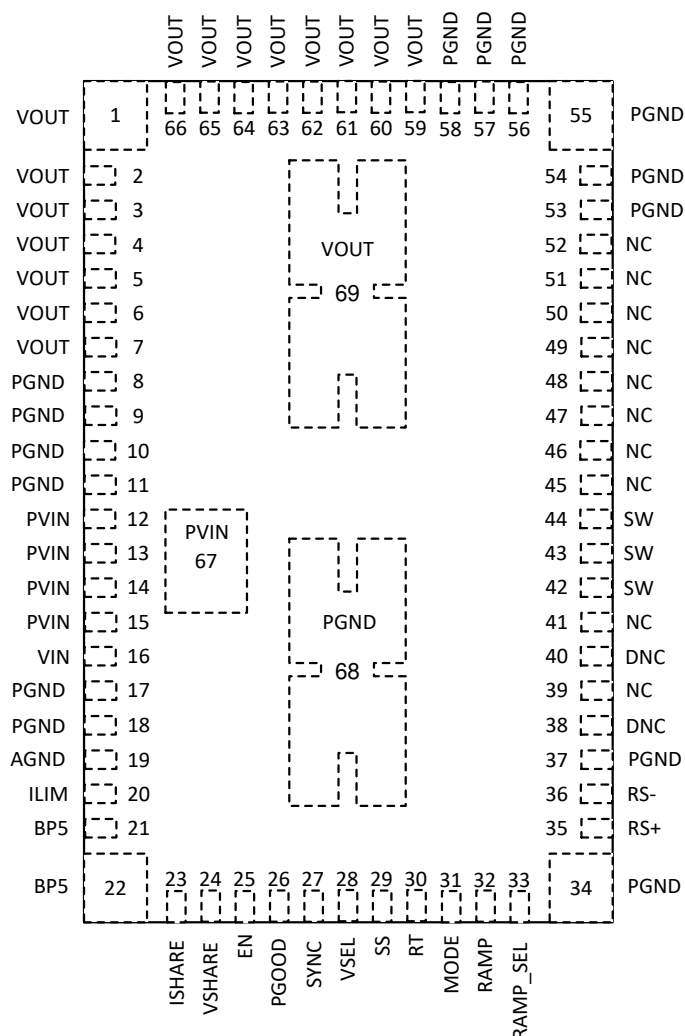 VOUT VOUT VOUT VOUT VOUT VOUT VOUT VOUT PGND PGND PGND
66 65 64 63 62 61 60 59 58 57 56
VOUT 1 55 PGND
VOUT 2 54 PGND
VOUT 3 53 PGND
VOUT 4 52 NC
VOUT
VOUT 5 51 NC
69
VOUT 6 50 NC
VOUT 7 49 NC
PGND 8 48 NC
PGND 9 47 NC
PGND 10 46 NC
PGND 11 45 NC
PVIN 12 44 SW
PVIN
67
PVIN 13 43 SW
PVIN 14 42 SW
PVIN 15 41 NC
PGND
68
VIN 16 40 DNC
PGND 17 39 NC
PGND 18 38 DNC
AGND 19 37 PGND
ILIM 20 36 RS-
BP5 21 35 RS+
BP5 22 34 PGND
23 24 25 26 27 28 29 30 31 32 33
ISHARE VSHARE EN PGOOD SYNC VSEL SS RT MODE RAMP RAMP_SEL